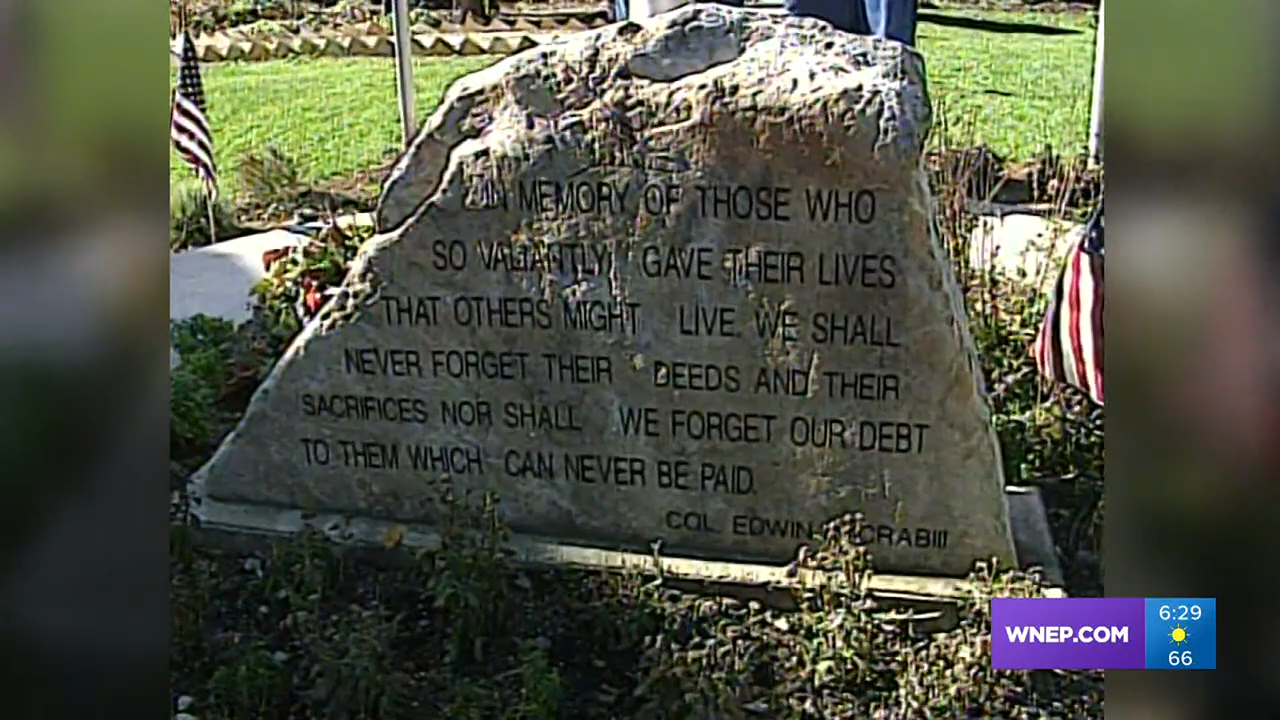 IN MEMORY OF THOSE WHO
SO VALIANTLY GAVE THEIR LIVES
THAT OTHERS MIGHT LIVE. WE SHALL
NEVER FORGET THEIR DEEDS AND THEIR
SACRIFICES NOR SHALL WE FORGET OUR DEBT
TO THEM WHICH CAN NEVER BE PAID.
COL. EDWIN
WNEP.COM
6:29
66